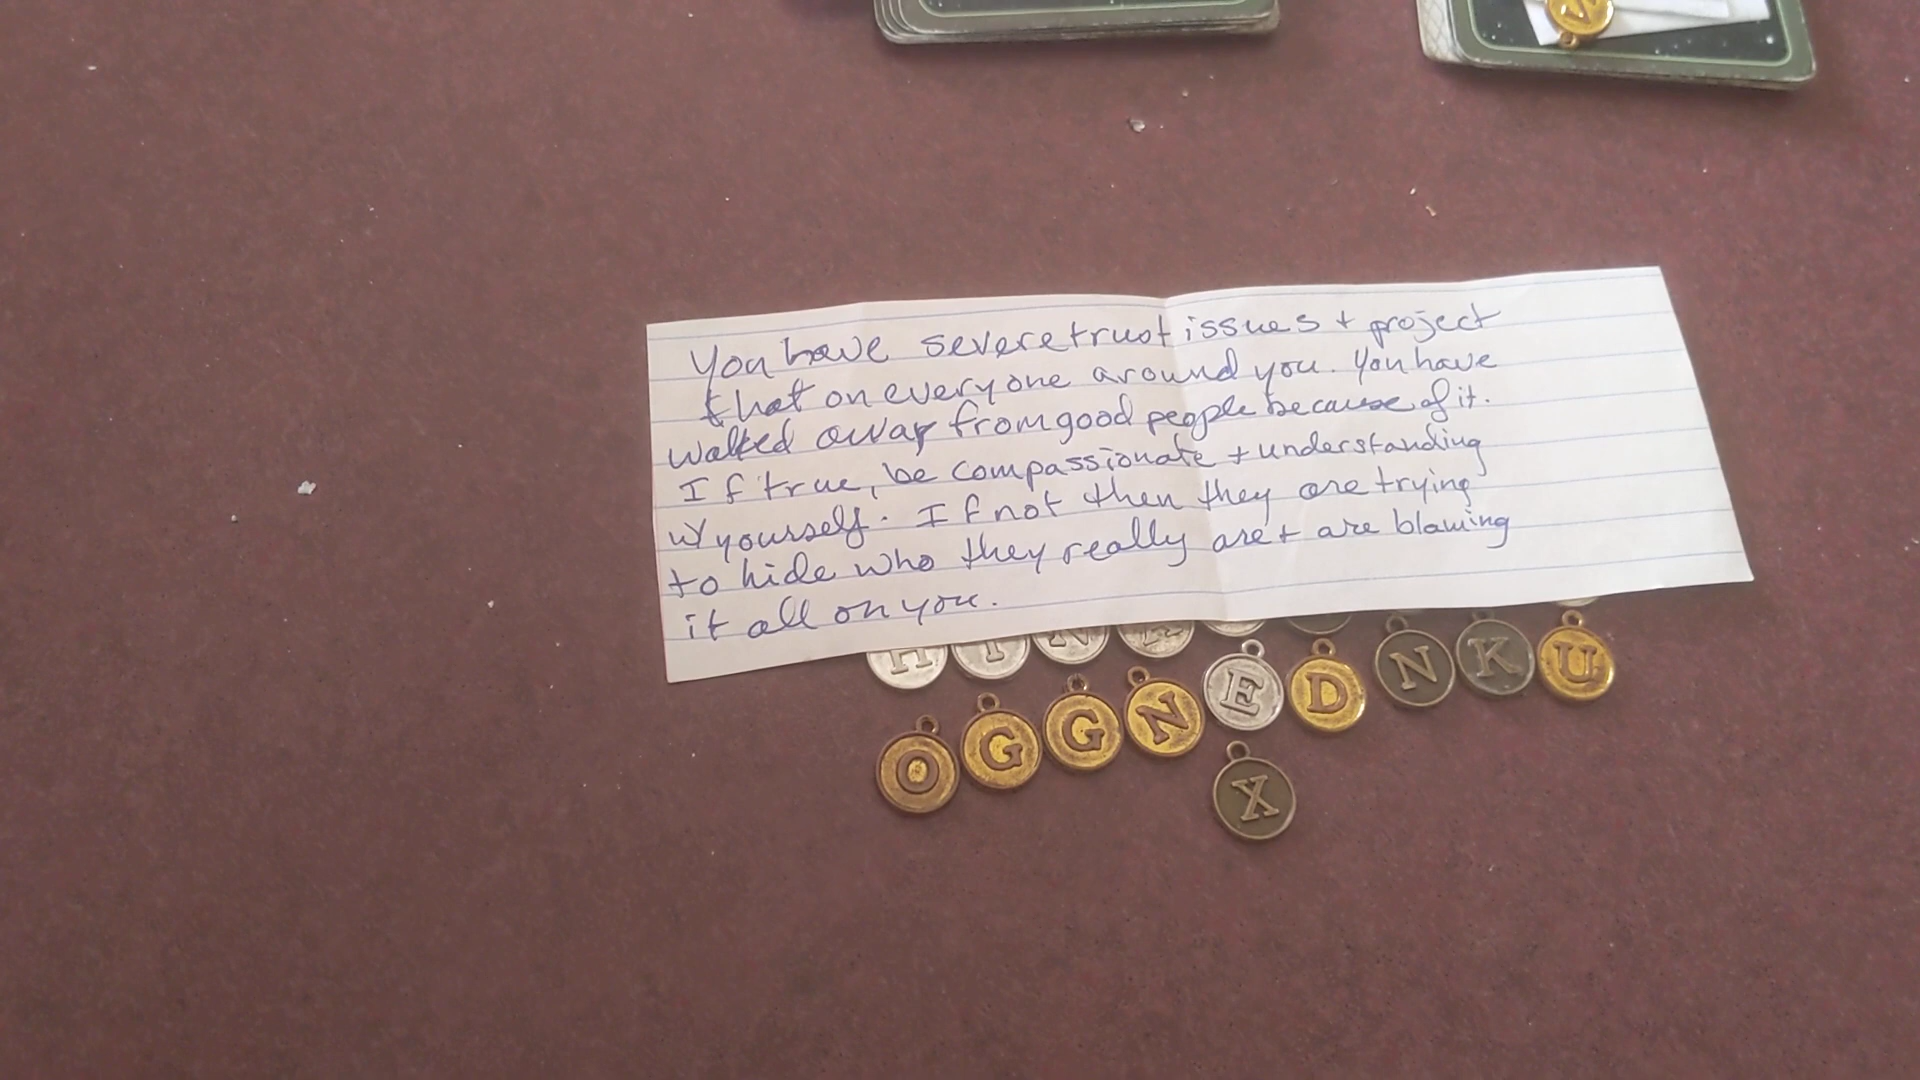 You have severe trust issues + project
that on everyone around you. You have
walked away from good people because of it.
If true, be compassionate + understanding
w/ yourself. If not then they are trying
to hide who they really are + are blaming
it all on you.
H I N A
E D N K U
O G G N
X